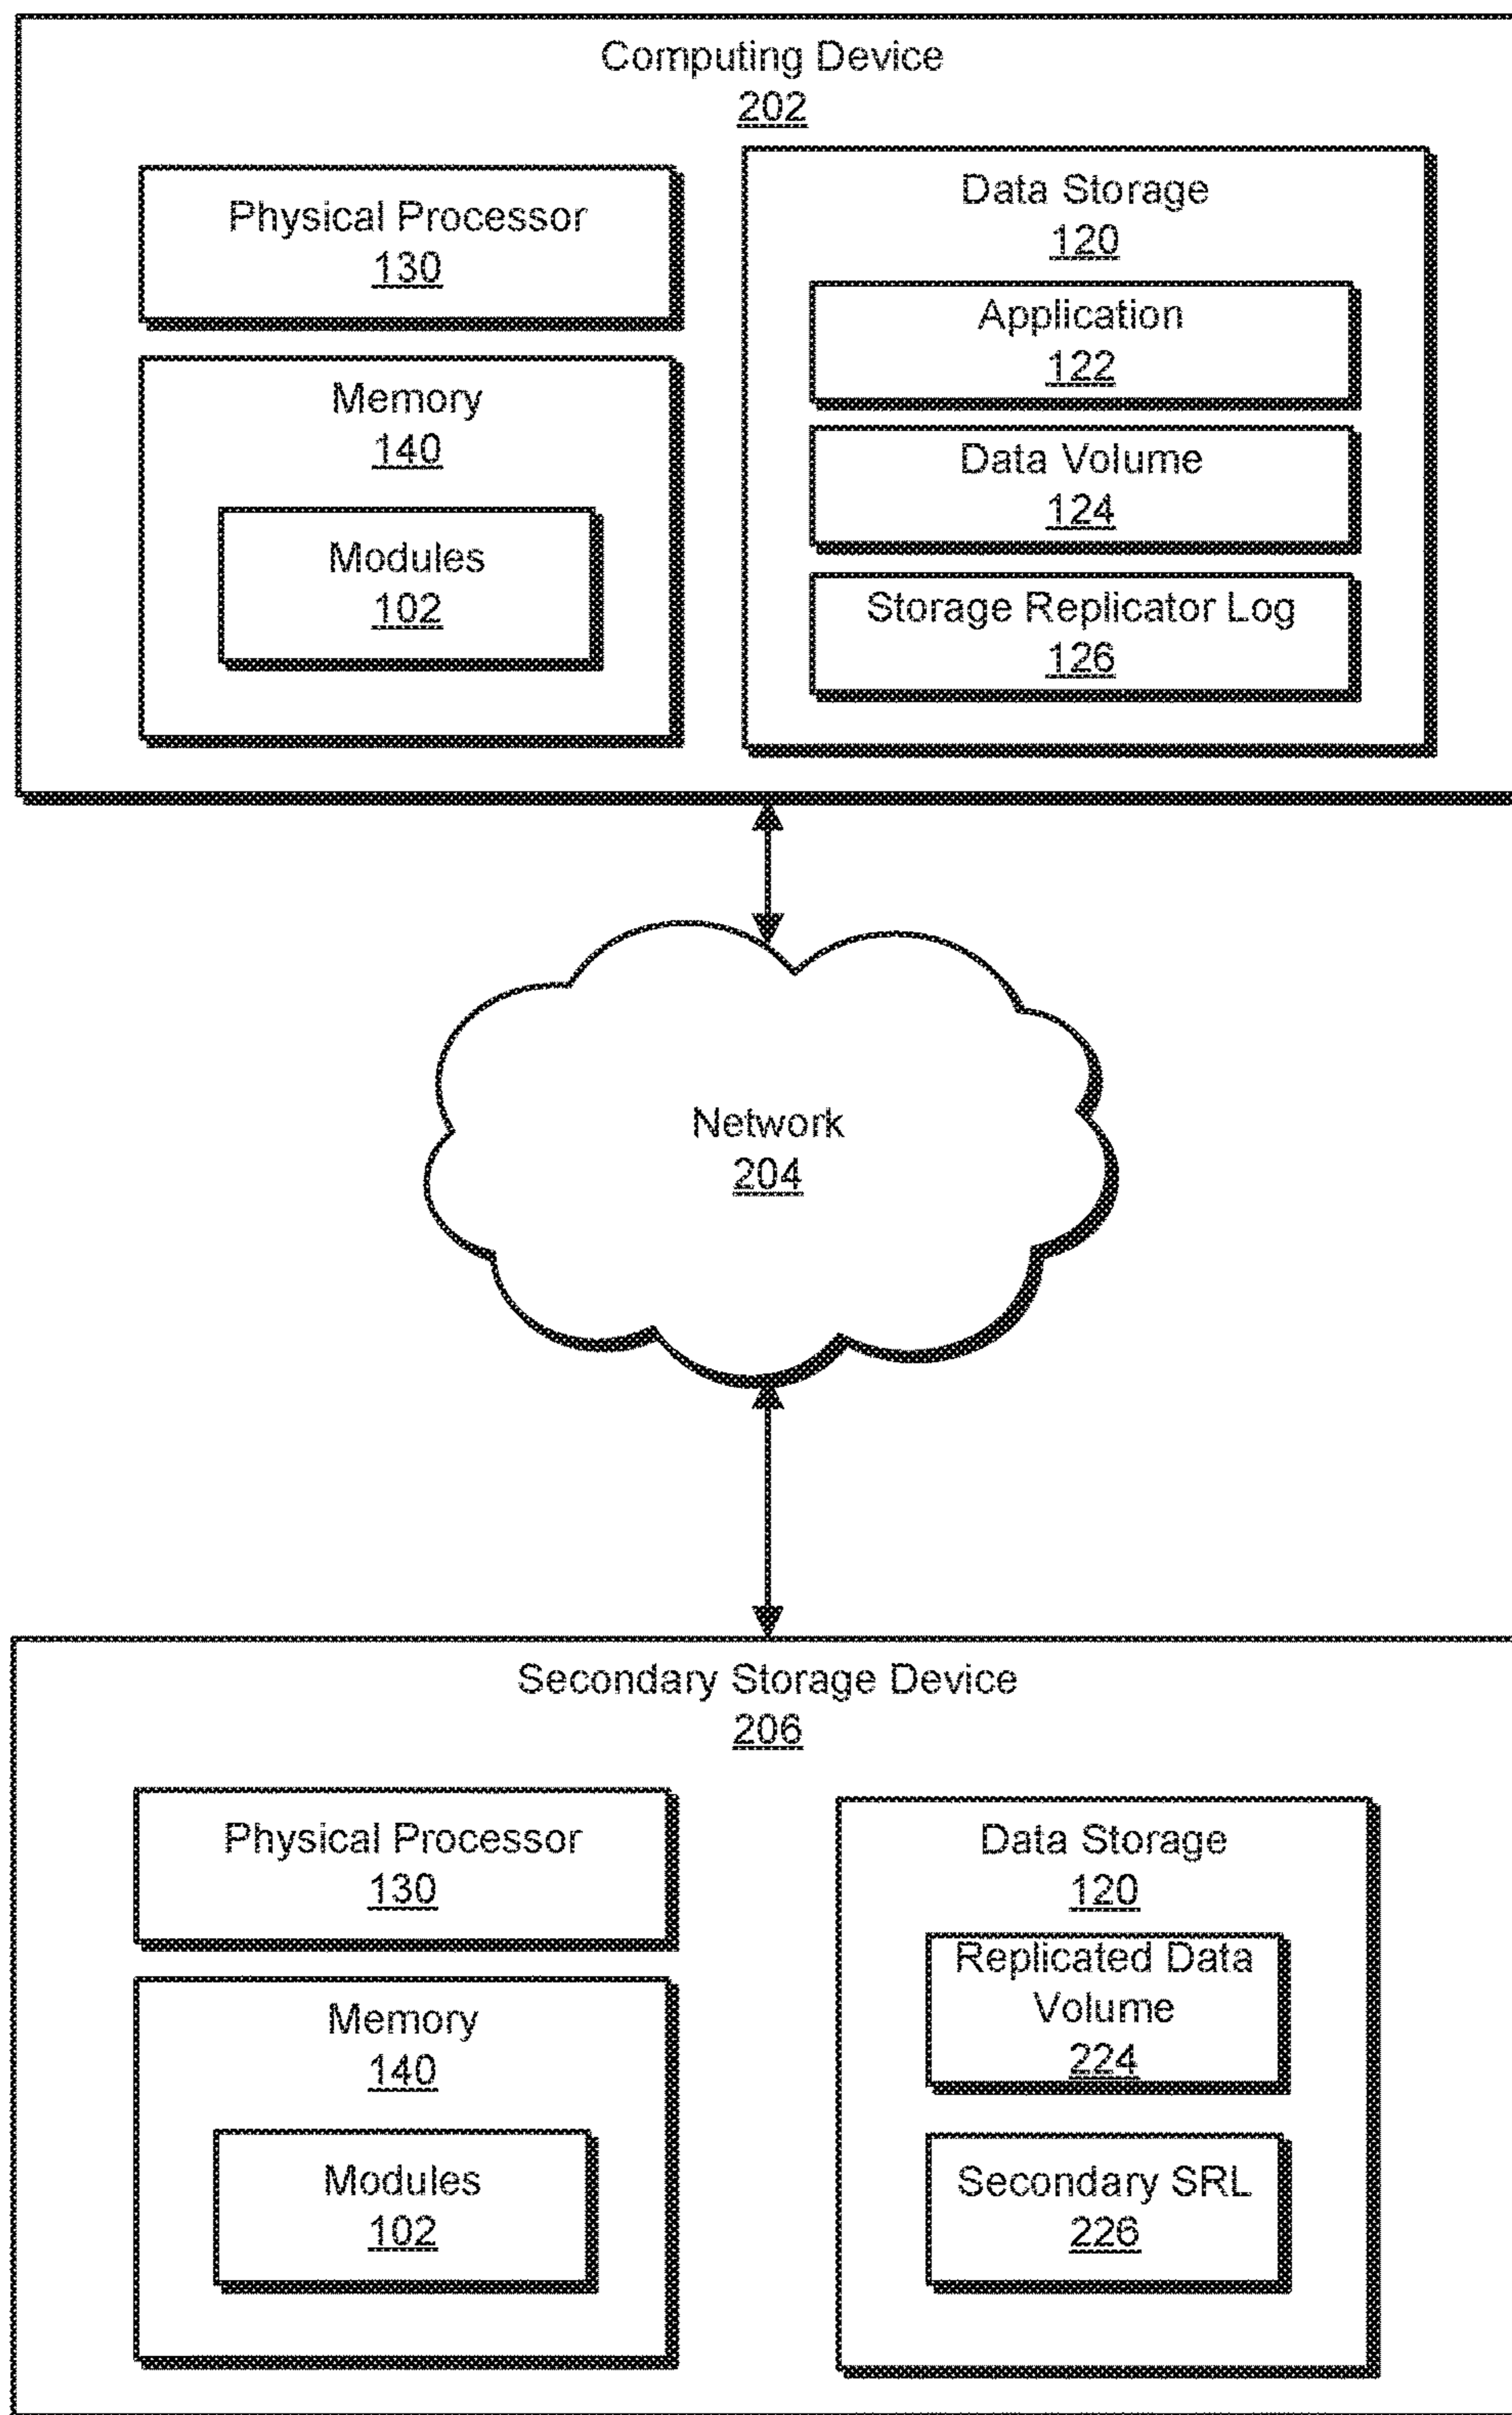 Computing Device
202
Physical Processor
130
Memory
140
Modules
102
Data Storage
120
Application
122
Data Volume
124
Storage Replicator Log
126
Network
204
Secondary Storage Device
206
Physical Processor
130
Memory
140
Modules
102
Data Storage
120
Replicated Data
Volume
224
Secondary SRL
226